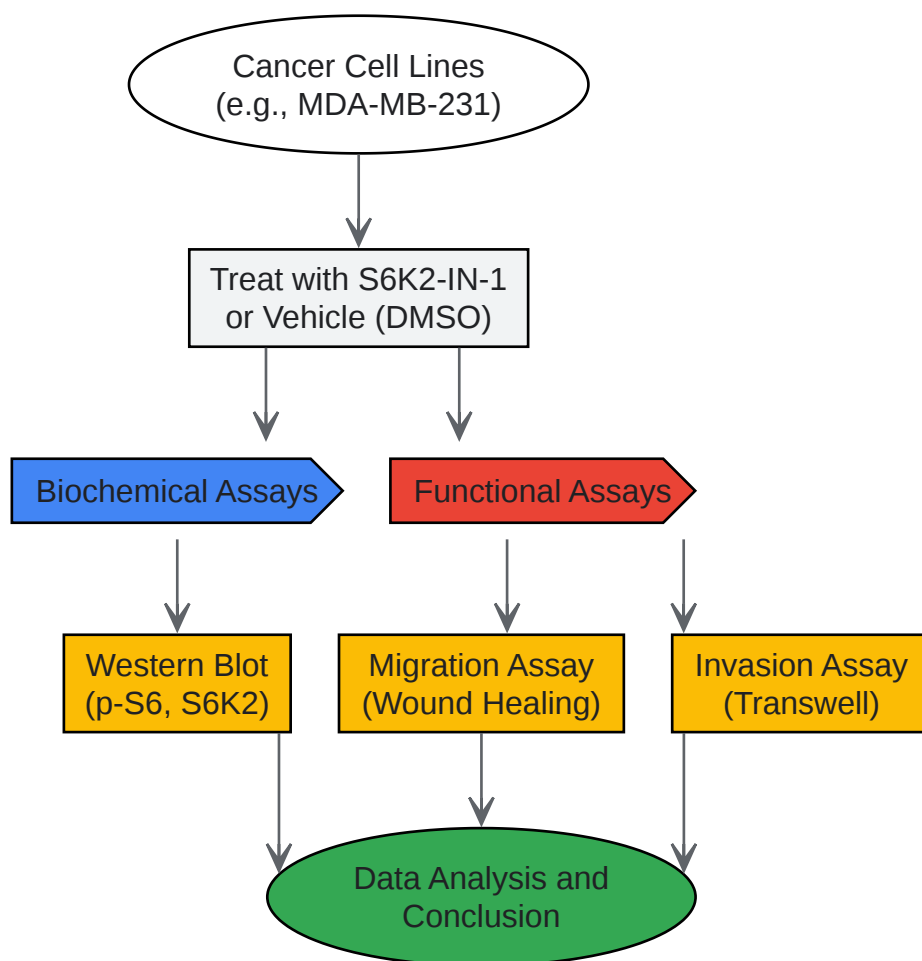 Cancer Cell Lines
(e.g., MDA-MB-231)
Treat with S6K2-IN-1
or Vehicle (DMSO)
Biochemical Assays
Functional Assays
Western Blot
(p-S6, S6K2)
Migration Assay
(Wound Healing)
Invasion Assay
(Transwell)
Data Analysis and
Conclusion